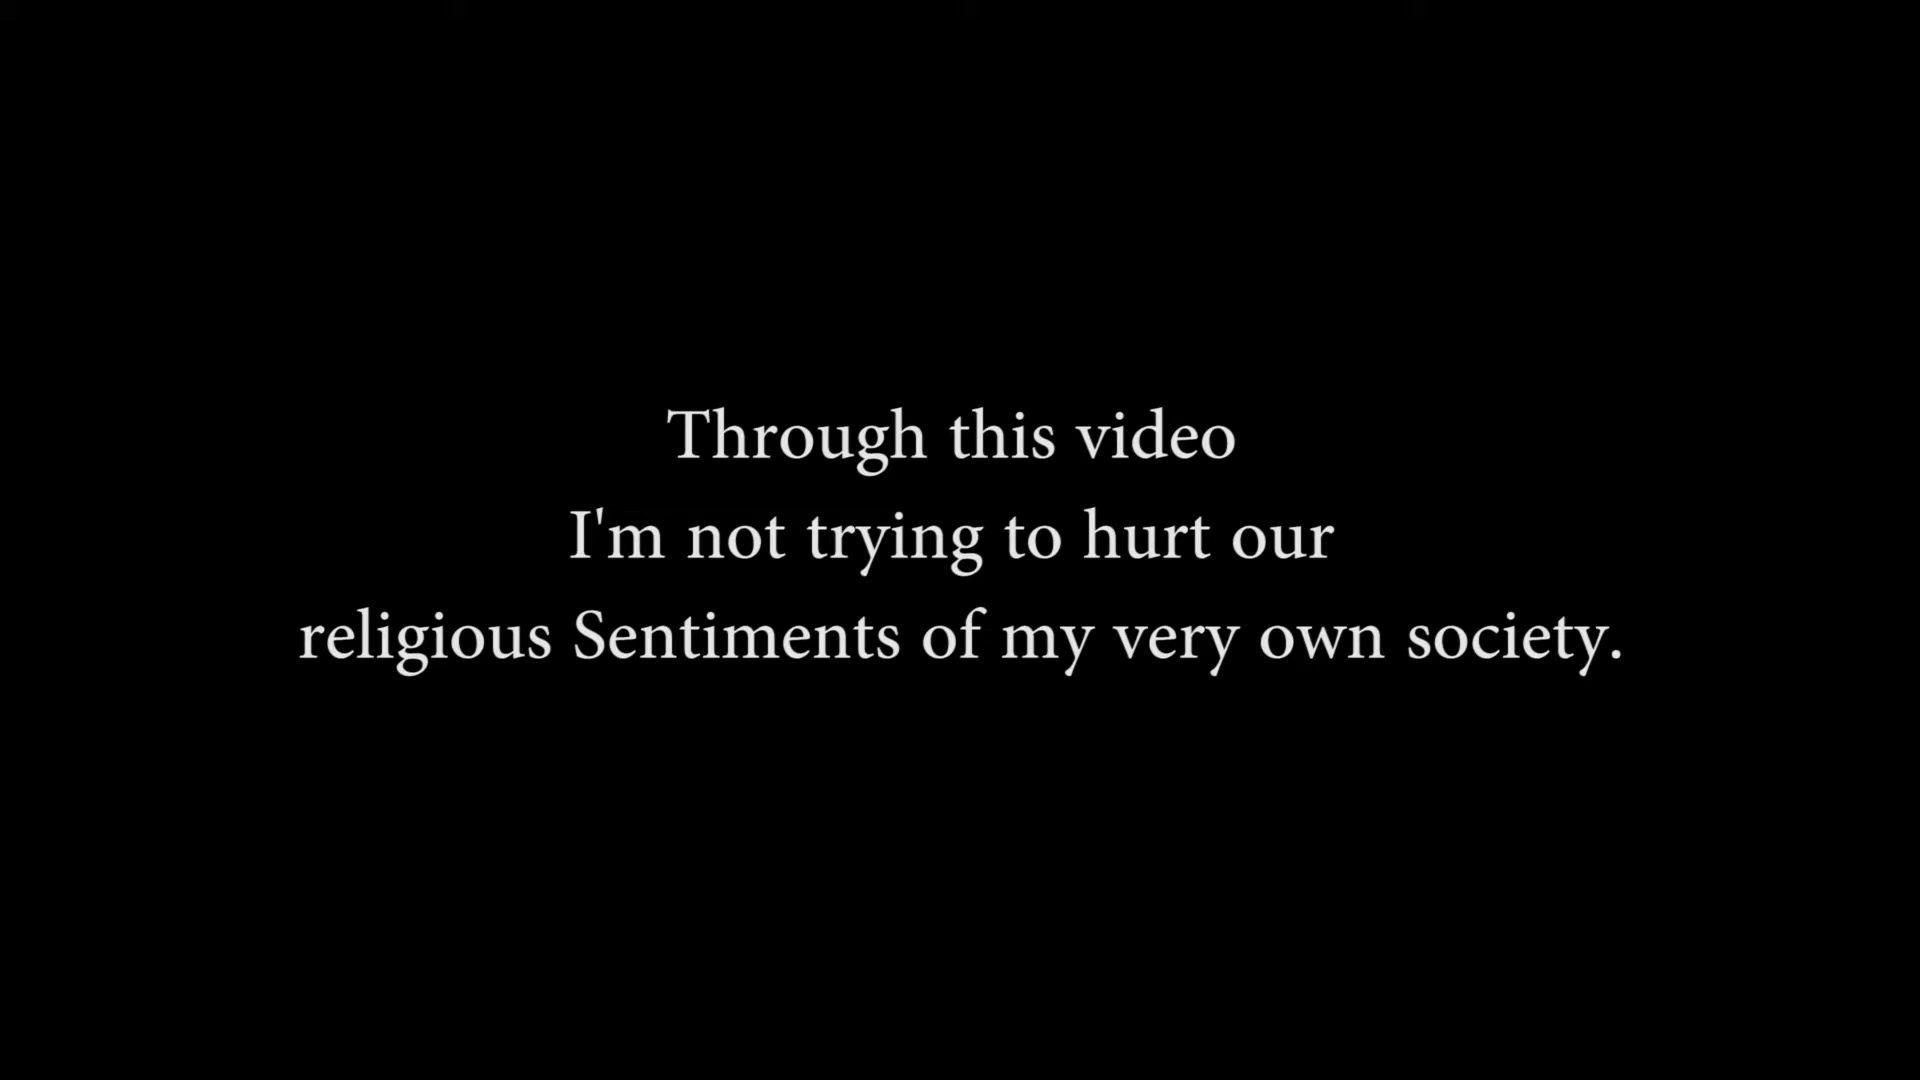 Through this video
I'm not trying to hurt our
religious Sentiments of my very own society.